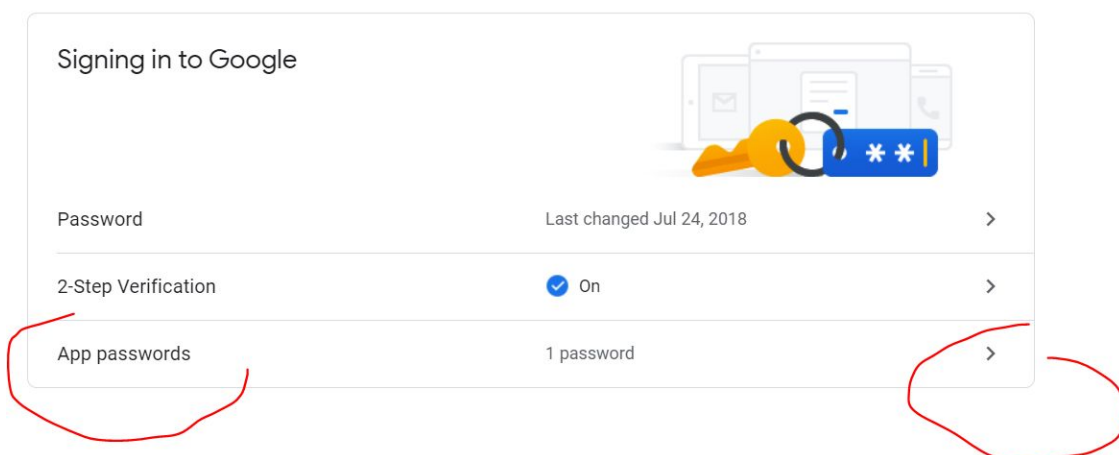 Signing in to Google
**
Password Last changed Jul 24, 2018
2-Step Verification On
App passwords 1 password